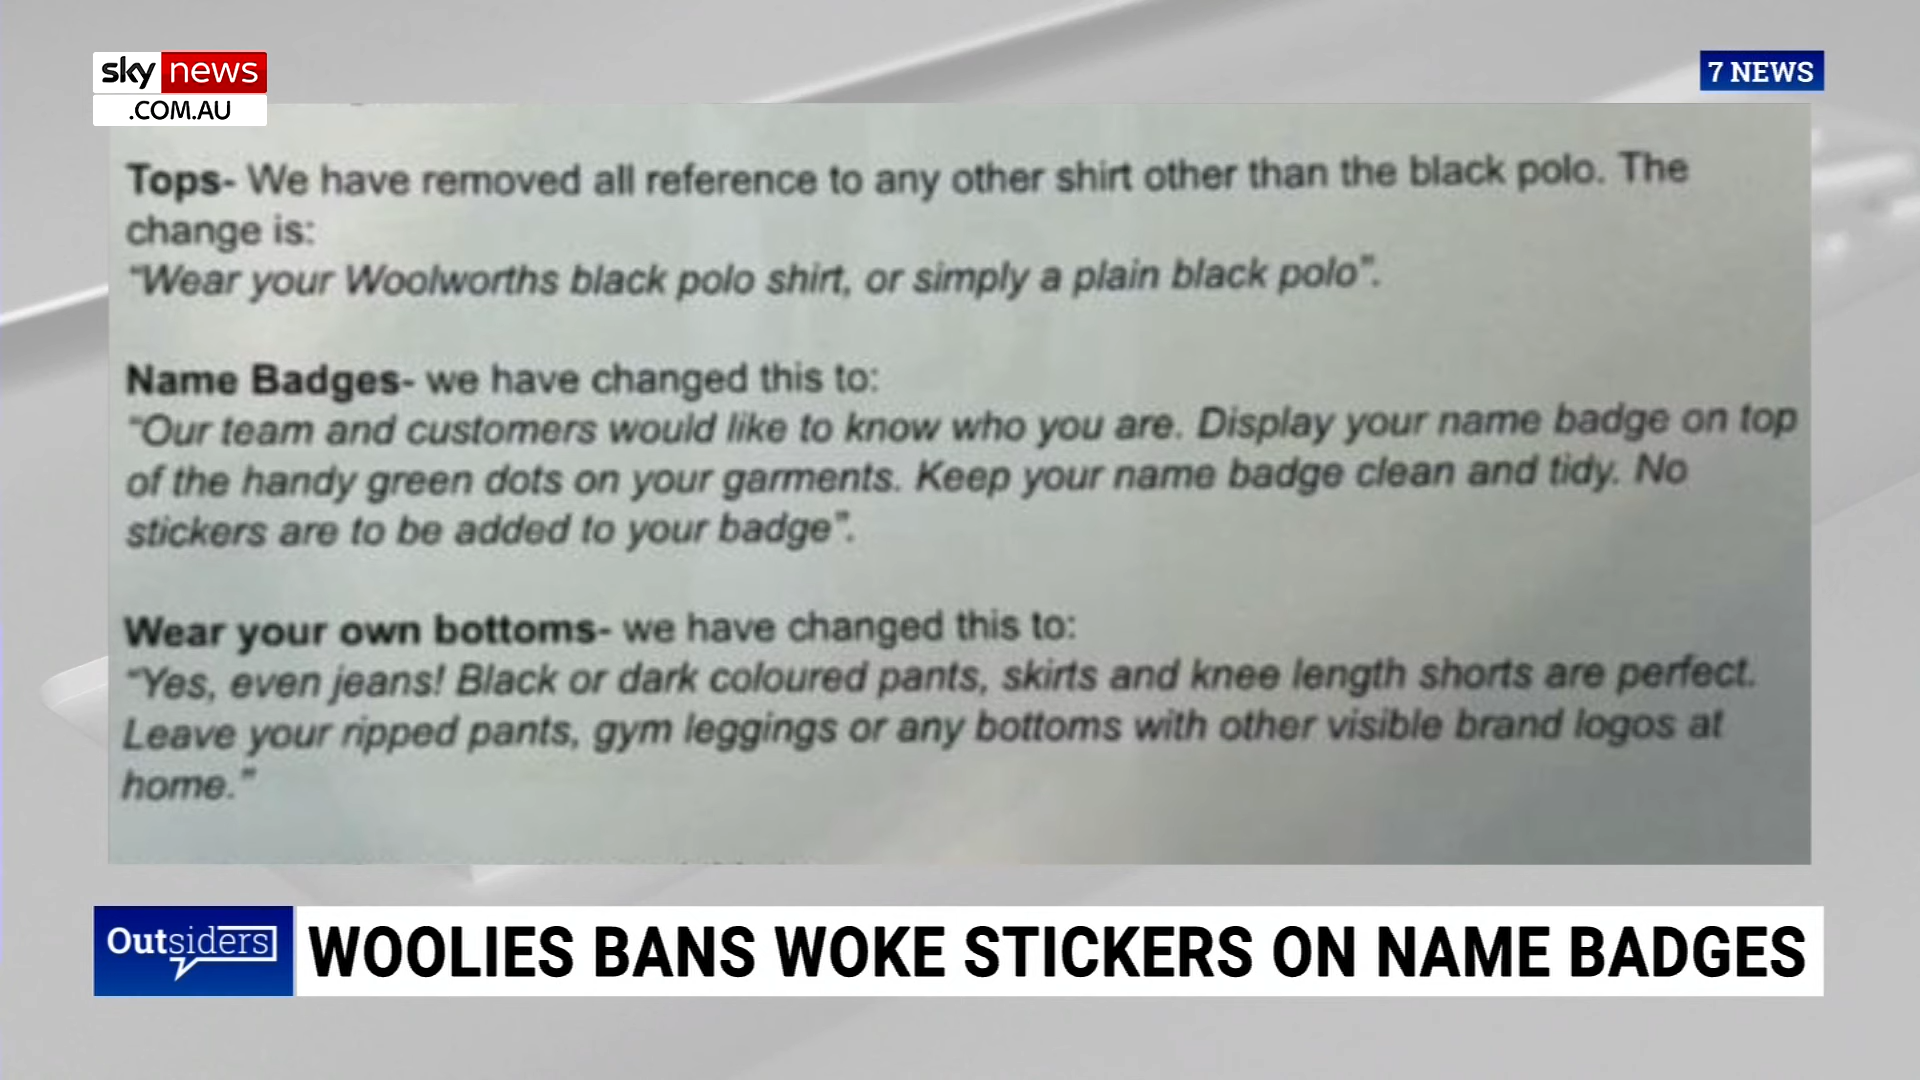 sky news
.COM.AU
7 NEWS
Tops- We have removed all reference to any other shirt other than the black polo. The
change is:
"Wear your Woolworths black polo shirt, or simply a plain black polo".
Name Badges- we have changed this to:
"Our team and customers would like to know who you are. Display your name badge on top
of the handy green dots on your garments. Keep your name badge clean and tidy. No
stickers are to be added to your badge".
Wear your own bottoms- we have changed this to:
"Yes, even jeans! Black or dark coloured pants, skirts and knee length shorts are perfect.
Leave your ripped pants, gym leggings or any bottoms with other visible brand logos at
home."
Outsiders
WOOLIES BANS WOKE STICKERS ON NAME BADGES